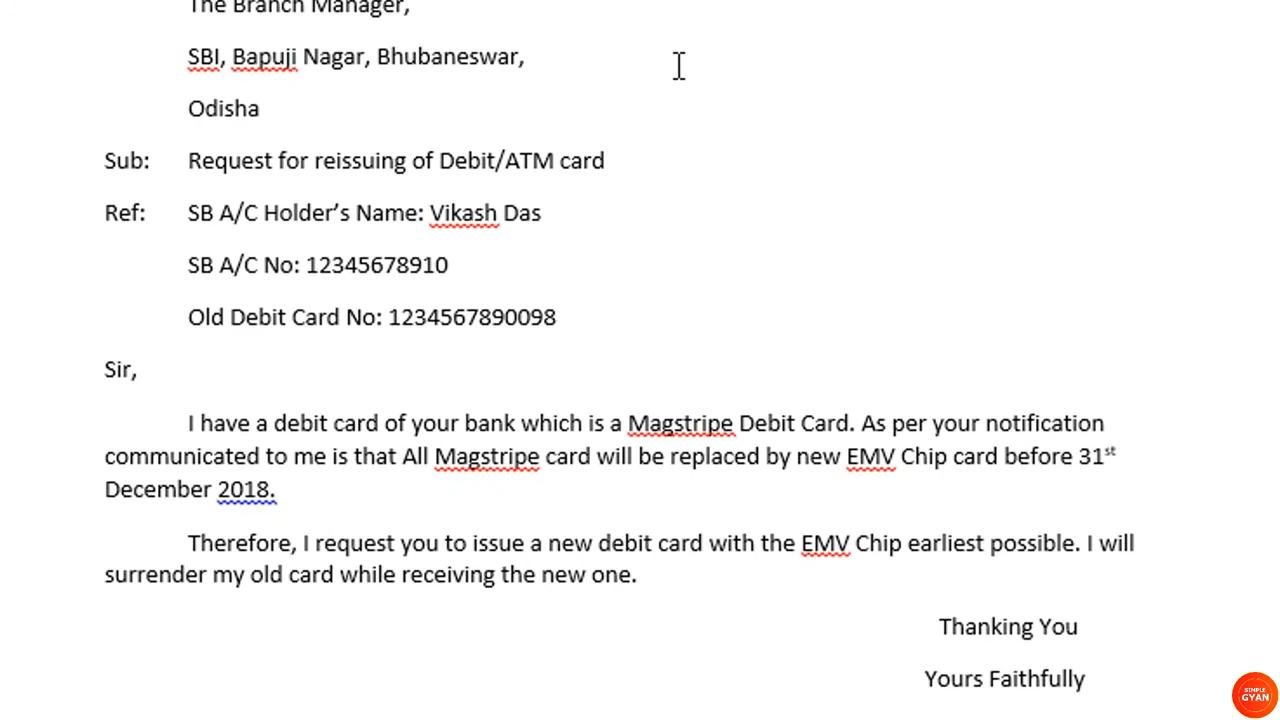 The Branch Manager,
SBI, Bapuji Nagar, Bhubaneswar,
Odisha
Sub: Request for reissuing of Debit/ATM card
Ref: SB A/C Holder’s Name: Vikash Das
SB A/C No: 12345678910
Old Debit Card No: 1234567890098
Sir,
I have a debit card of your bank which is a Magstripe Debit Card. As per your notification
communicated to me is that All Magstripe card will be replaced by new EMV Chip card before 31st
December 2018.
Therefore, I request you to issue a new debit card with the EMV Chip earliest possible. I will
surrender my old card while receiving the new one.
Thanking You
Yours Faithfully
SIMPLE
GYAN